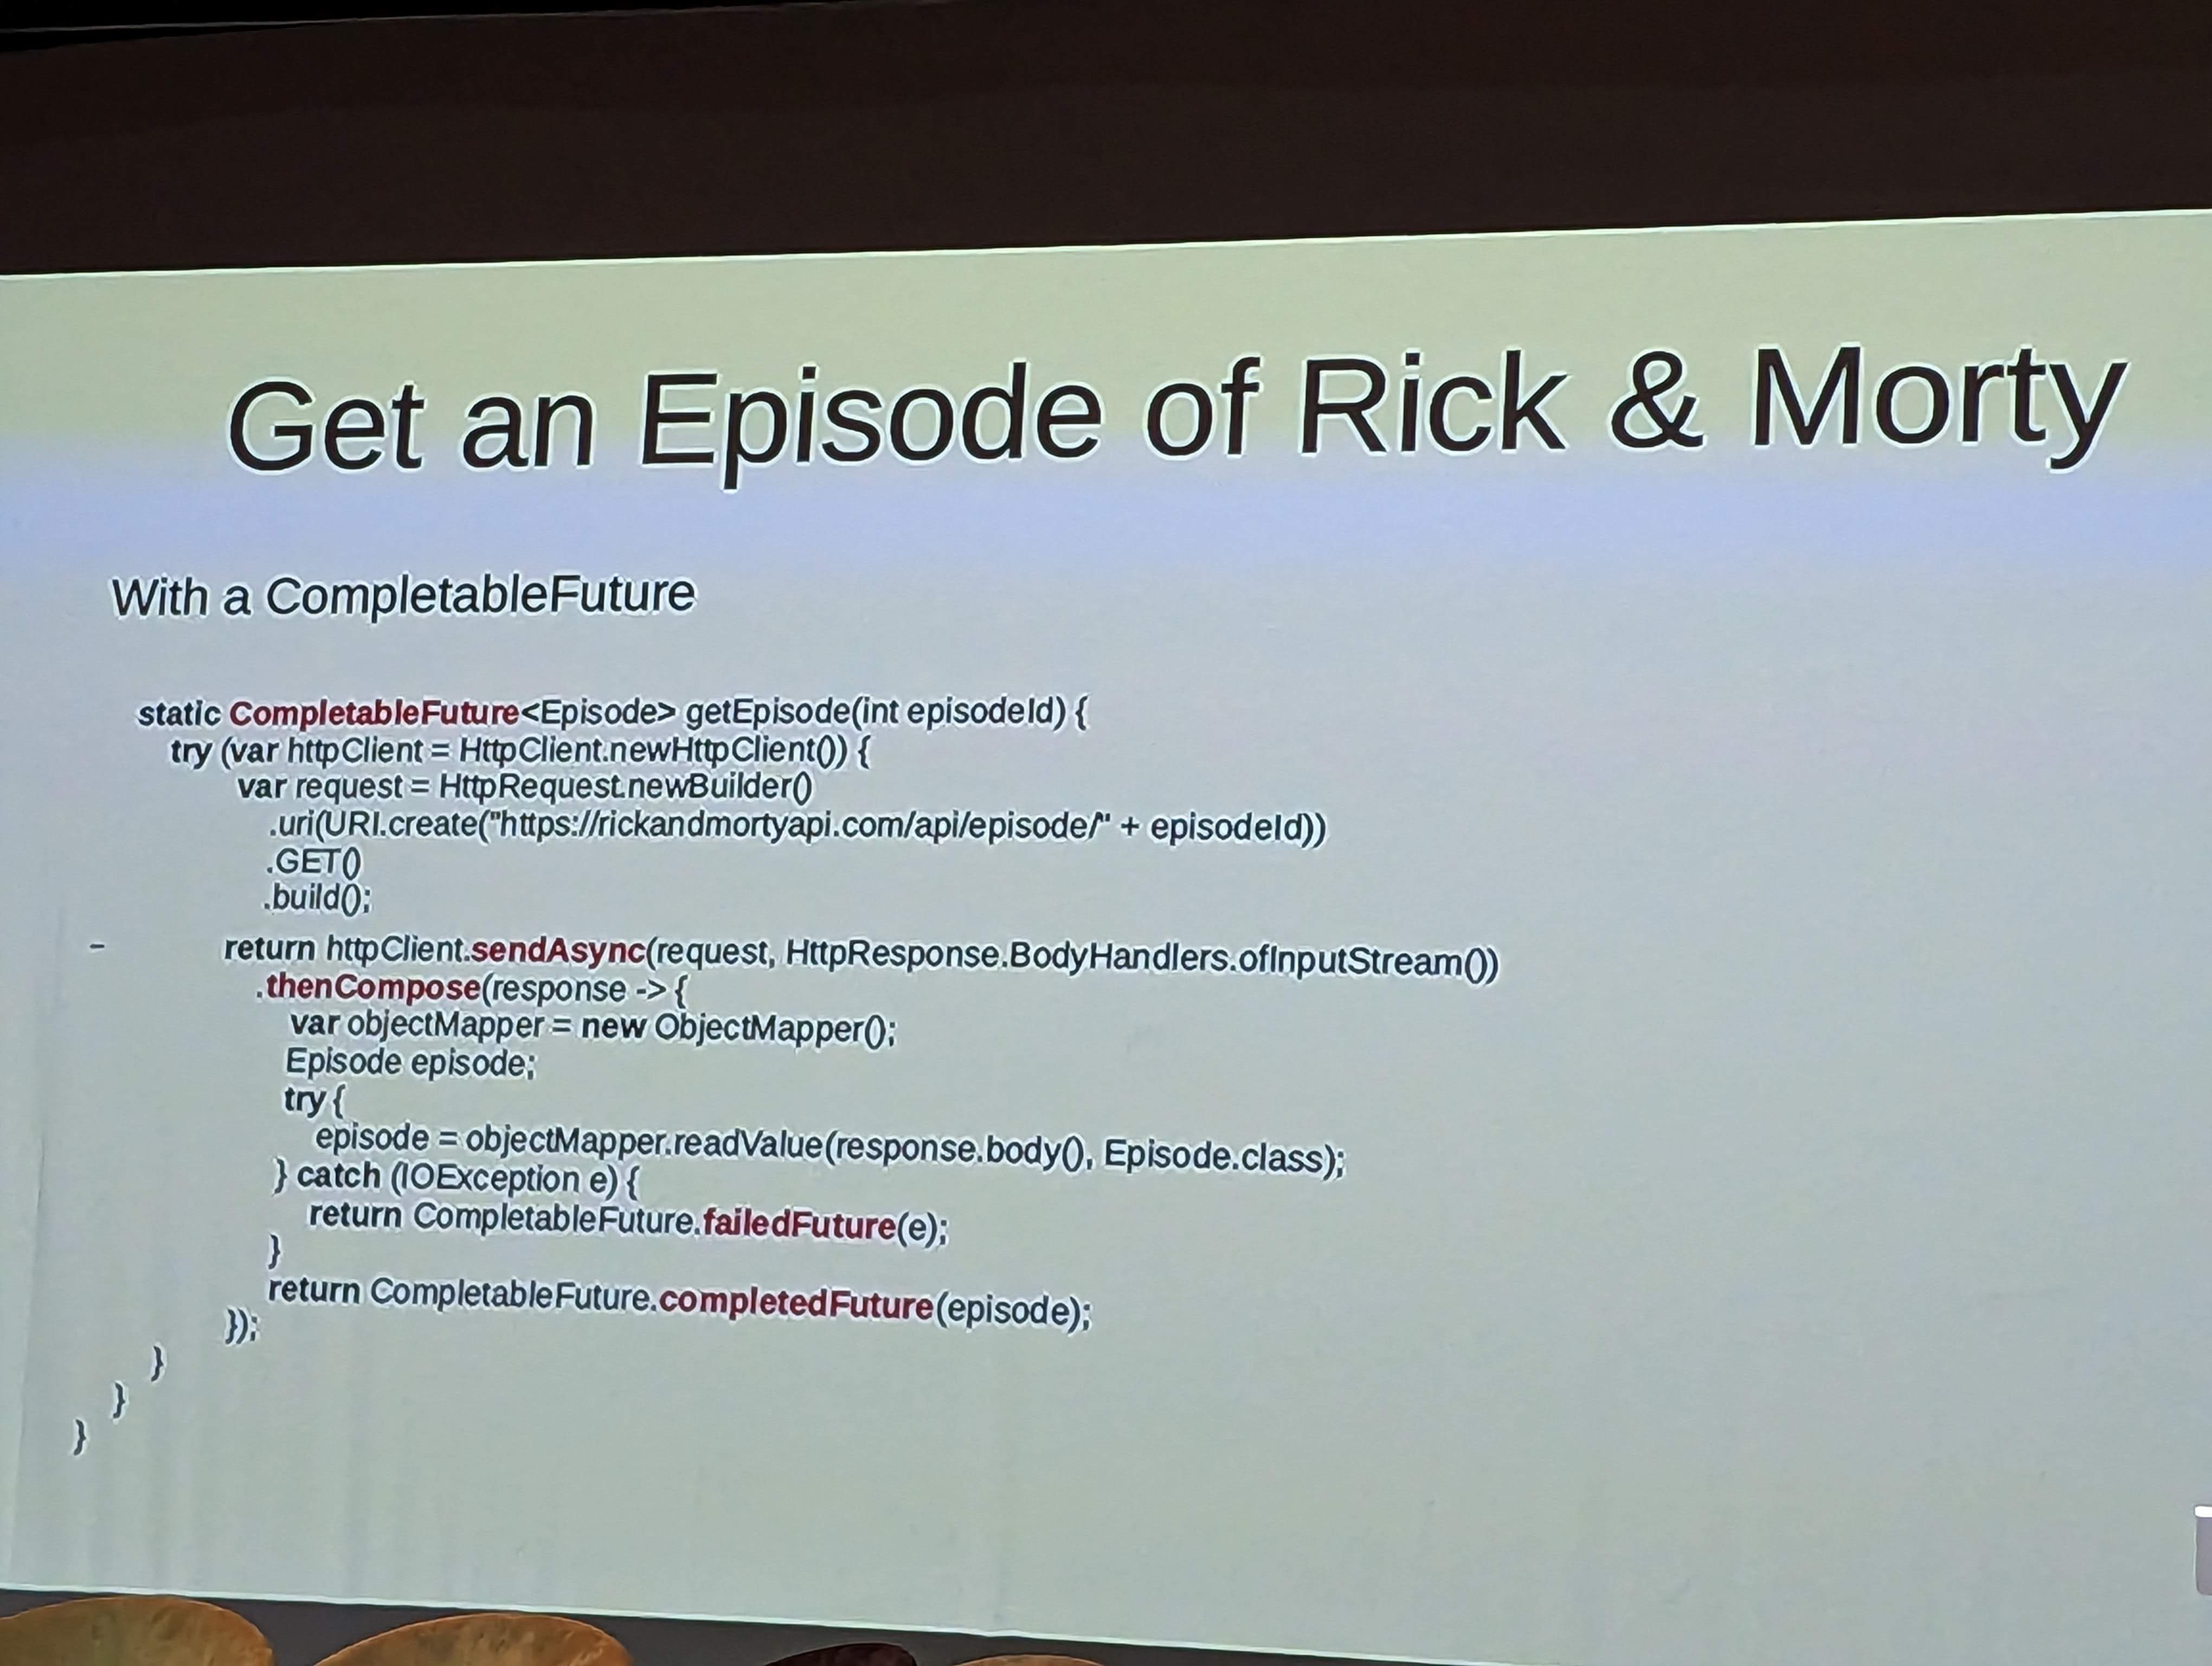 Get an Episode of Rick & Morty
With a CompletableFuture
static CompletableFuture<Episode> getEpisode(int episodeId) {
try (var httpClient = HttpClient.newHttpClient()) {
var request = HttpRequest.newBuilder()
.uri(URI.create("https://rickandmortyapi.com/api/episode/" + episodeId))
.GET()
.build();
- return httpClient.sendAsync(request, HttpResponse.BodyHandlers.ofInputStream())
.thenCompose(response -> {
var objectMapper = new ObjectMapper();
Episode episode;
try {
episode = objectMapper.readValue(response.body(), Episode.class);
} catch (IOException e) {
return CompletableFuture.failedFuture(e);
}
return CompletableFuture.completedFuture(episode);
});
}
}
}